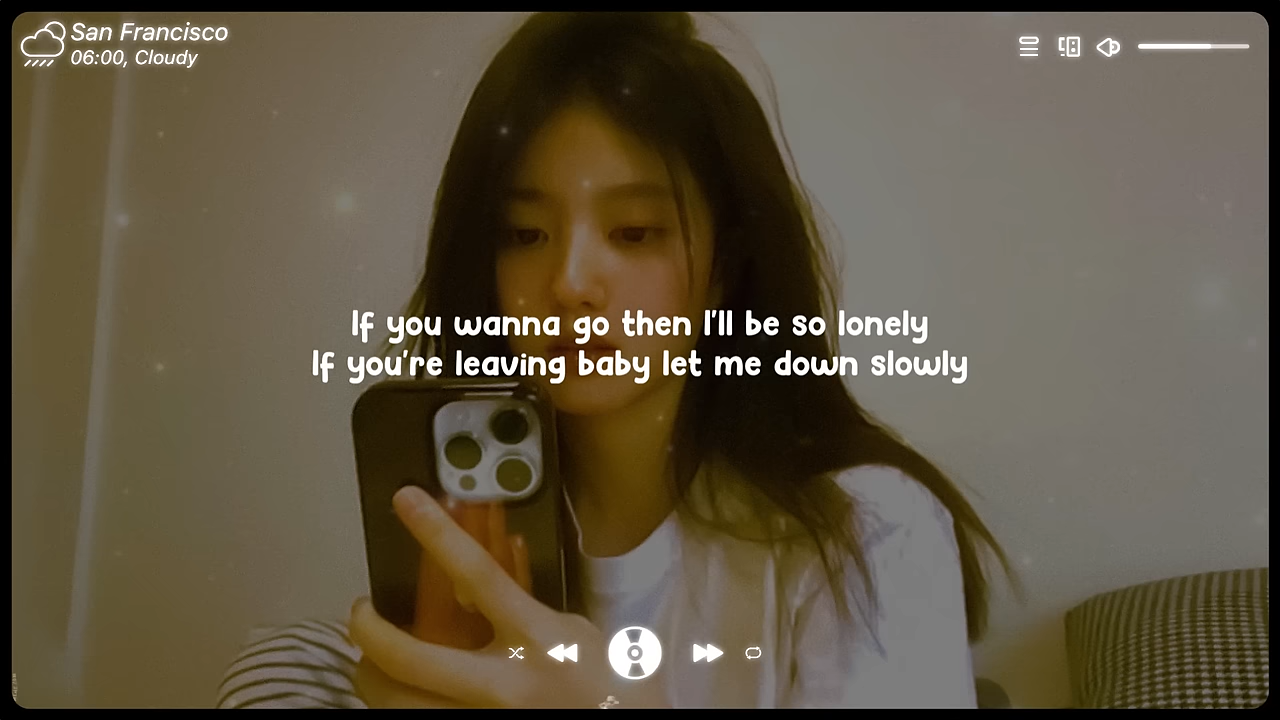 San Francisco
06:00, Cloudy
If you wanna go then I'll be so lonely
If you're leaving baby let me down slowly